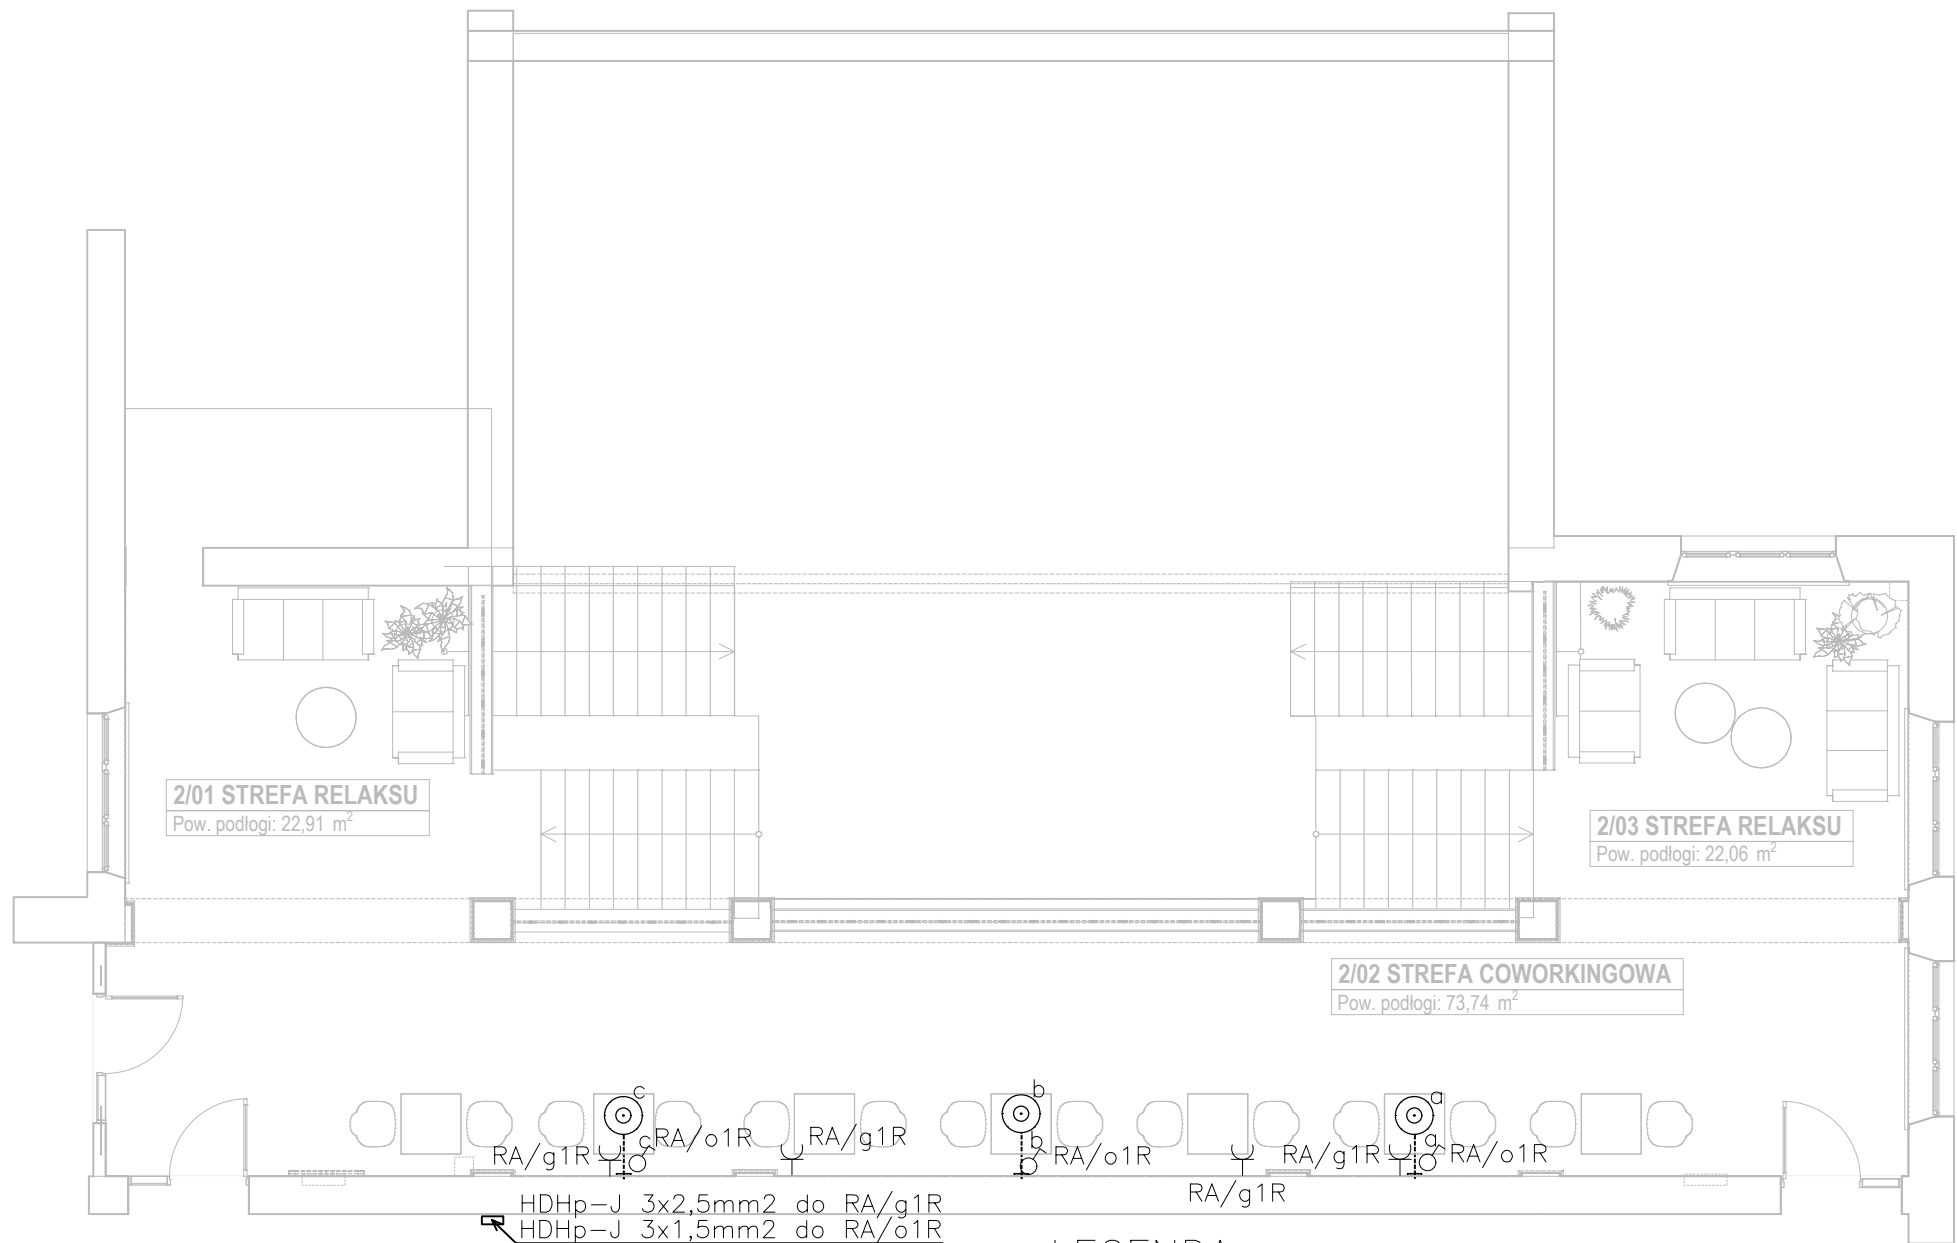 2/01 STREFA RELAKSU
Pow. podłogi: 22,91 m²
2/03 STREFA RELAKSU
Pow. podłogi: 22,06 m²
2/02 STREFA COWORKINGOWA
Pow. podłogi: 73,74 m²
c
b
a
c
RA/o1R
RA/g1R
b
a
RA/g1R
RA/o1R
RA/g1R
RA/o1R
RA/g1R
HDHp-J 3x2,5mm2 do RA/g1R
HDHp-J 3x1,5mm2 do RA/o1R
LEGENDA